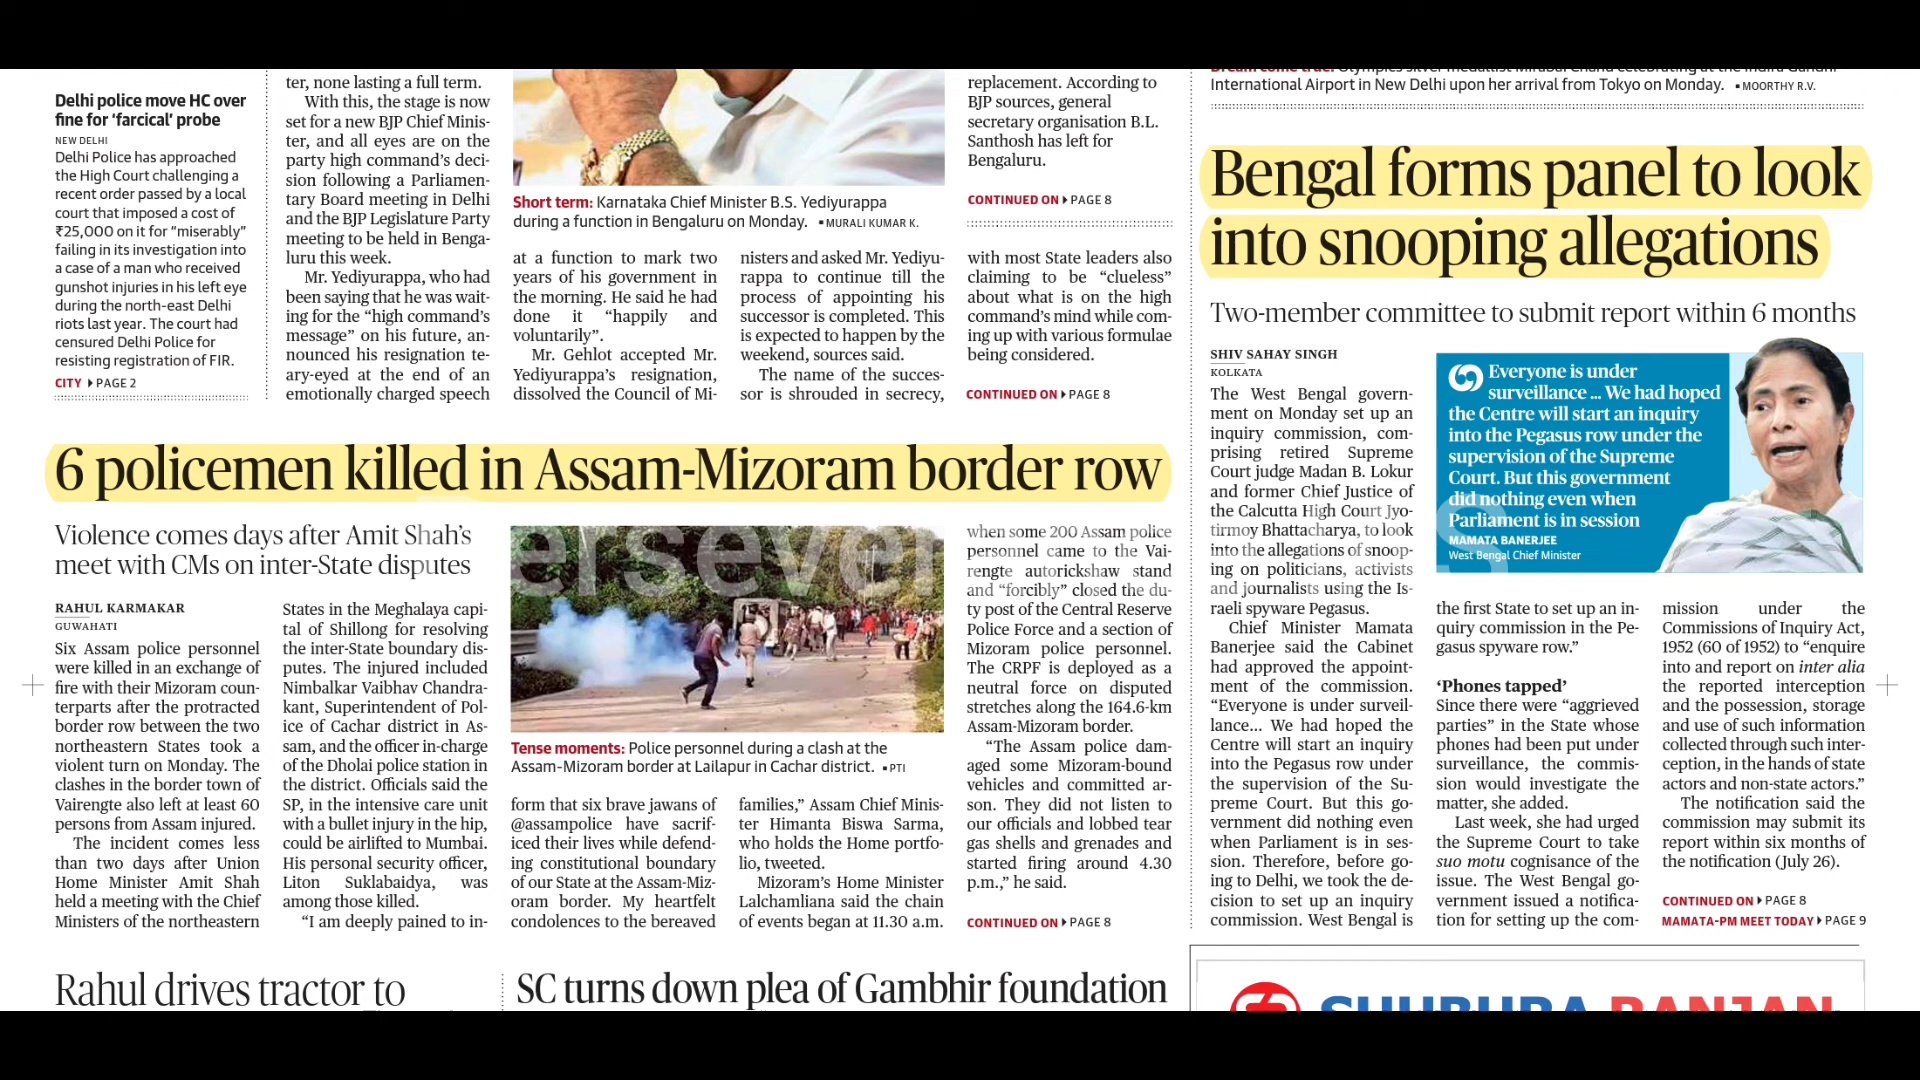 Delhi police move HC over
fine for ‘farcical’ probe
NEW DELHI
Delhi Police has approached
the High Court challenging a
recent order passed by a local
court that imposed a cost of
₹25,000 on it for “miserably”
failing in its investigation into
a case of a man who received
gunshot injuries in his left eye
during the north-east Delhi
riots last year. The court had
censured Delhi Police for
resisting registration of FIR.
CITY PAGE 2
ter, none lasting a full term.
With this, the stage is now
set for a new BJP Chief Minis-
ter, and all eyes are on the
party high command’s deci-
sion following a Parliamen-
tary Board meeting in Delhi
and the BJP Legislature Party
meeting to be held in Benga-
luru this week.
Mr. Yediyurappa, who had
been saying that he was wait-
ing for the “high command’s
message” on his future, an-
nounced his resignation te-
ary-eyed at the end of an
emotionally charged speech
Short term: Karnataka Chief Minister B.S. Yediyurappa
during a function in Bengaluru on Monday. ▪ MURALI KUMAR K.
at a function to mark two
years of his government in
the morning. He said he had
done it “happily and
voluntarily”.
Mr. Gehlot accepted Mr.
Yediyurappa’s resignation,
dissolved the Council of Mi-
nisters and asked Mr. Yediyu-
rappa to continue till the
process of appointing his
successor is completed. This
is expected to happen by the
weekend, sources said.
The name of the succes-
sor is shrouded in secrecy,
replacement. According to
BJP sources, general
secretary organisation B.L.
Santhosh has left for
Bengaluru.
CONTINUED ON PAGE 8
with most State leaders also
claiming to be “clueless”
about what is on the high
command’s mind while com-
ing up with various formulae
being considered.
CONTINUED ON PAGE 8
6 policemen killed in Assam-Mizoram border row
Violence comes days after Amit Shah’s
meet with CMs on inter-State disputes
RAHUL KARMAKAR
GUWAHATI
Six Assam police personnel
were killed in an exchange of
fire with their Mizoram coun-
terparts after the protracted
border row between the two
northeastern States took a
violent turn on Monday. The
clashes in the border town of
Vairengte also left at least 60
persons from Assam injured.
The incident comes less
than two days after Union
Home Minister Amit Shah
held a meeting with the Chief
Ministers of the northeastern
States in the Meghalaya capi-
tal of Shillong for resolving
the inter-State boundary dis-
putes. The injured included
Nimbalkar Vaibhav Chandra-
kant, Superintendent of Pol-
ice of Cachar district in As-
sam, and the officer in-charge
of the Dholai police station in
the district. Officials said the
SP, in the intensive care unit
with a bullet injury in the hip,
could be airlifted to Mumbai.
His personal security officer,
Liton Suklabaidya, was
among those killed.
“I am deeply pained to in-
Tense moments: Police personnel during a clash at the
Assam-Mizoram border at Lailapur in Cachar district. ▪ PTI
form that six brave jawans of
@assampolice have sacrif-
iced their lives while defend-
ing constitutional boundary
of our State at the Assam-Miz-
oram border. My heartfelt
condolences to the bereaved
families,” Assam Chief Minis-
ter Himanta Biswa Sarma,
who holds the Home portfo-
lio, tweeted.
Mizoram’s Home Minister
Lalchamliana said the chain
of events began at 11.30 a.m.
when some 200 Assam police
personnel came to the Vai-
rengte autorickshaw stand
and “forcibly” closed the du-
ty post of the Central Reserve
Police Force and a section of
Mizoram police personnel.
The CRPF is deployed as a
neutral force on disputed
stretches along the 164.6-km
Assam-Mizoram border.
“The Assam police dam-
aged some Mizoram-bound
vehicles and committed ar-
son. They did not listen to
our officials and lobbed tear
gas shells and grenades and
started firing around 4.30
p.m.,” he said.
CONTINUED ON PAGE 8
International Airport in New Delhi upon her arrival from Tokyo on Monday. ▪ MOORTHY R.V.
Bengal forms panel to look
into snooping allegations
Two-member committee to submit report within 6 months
SHIV SAHAY SINGH
KOLKATA
The West Bengal govern-
ment on Monday set up an
inquiry commission, com-
prising retired Supreme
Court judge Madan B. Lokur
and former Chief Justice of
the Calcutta High Court Jyo-
tirmoy Bhattacharya, to look
into the allegations of snoop-
ing on politicians, activists
and journalists using the Is-
raeli spyware Pegasus.
Chief Minister Mamata
Banerjee said the Cabinet
had approved the appoint-
ment of the commission.
“Everyone is under surveil-
lance... We had hoped the
Centre will start an inquiry
into the Pegasus row under
the supervision of the Su-
preme Court. But this go-
vernment did nothing even
when Parliament is in ses-
sion. Therefore, before go-
ing to Delhi, we took the de-
cision to set up an inquiry
commission. West Bengal is
Everyone is under
surveillance ... We had hoped
the Centre will start an inquiry
into the Pegasus row under the
supervision of the Supreme
Court. But this government
did nothing even when
Parliament is in session
MAMATA BANERJEE
West Bengal Chief Minister
the first State to set up an in-
quiry commission in the Pe-
gasus spyware row.”
‘Phones tapped’
Since there were “aggrieved
parties” in the State whose
phones had been put under
surveillance, the commis-
sion would investigate the
matter, she added.
Last week, she had urged
the Supreme Court to take
suo motu cognisance of the
issue. The West Bengal go-
vernment issued a notifica-
tion for setting up the com-
mission under the
Commissions of Inquiry Act,
1952 (60 of 1952) to “enquire
into and report on inter alia
the reported interception
and the possession, storage
and use of such information
collected through such inter-
ception, in the hands of state
actors and non-state actors.”
The notification said the
commission may submit its
report within six months of
the notification (July 26).
CONTINUED ON PAGE 8
MAMATA-PM MEET TODAY PAGE 9
Rahul drives tractor to
SC turns down plea of Gambhir foundation